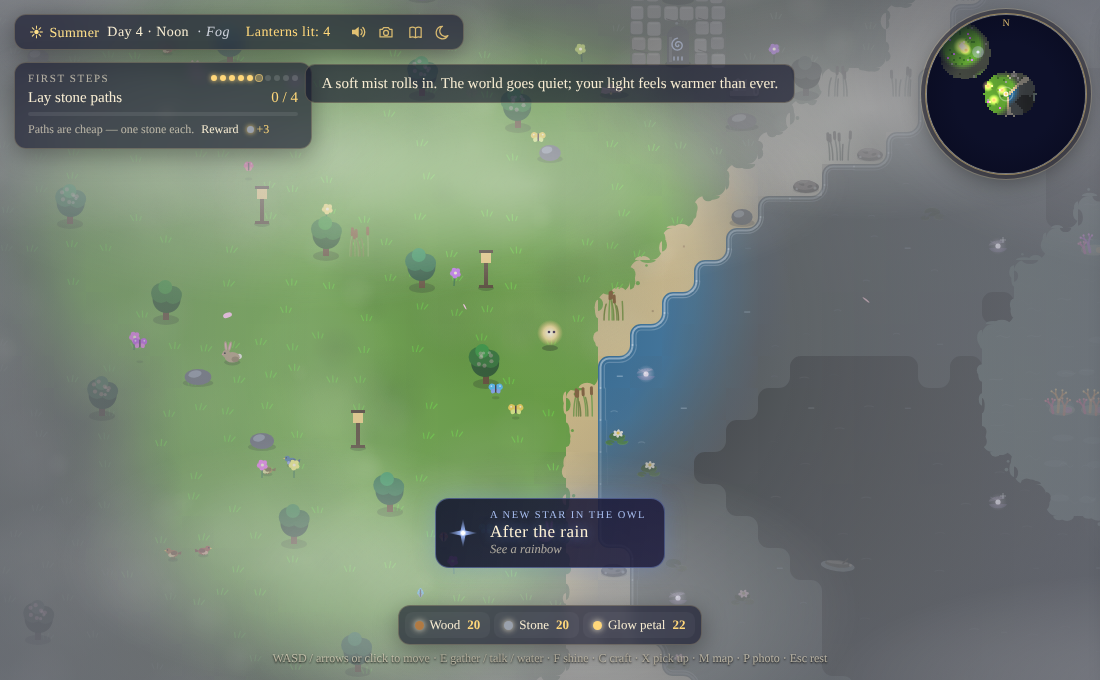 Summer Day 4 · Noon · Fog Lanterns lit: 4
N
FIRST STEPS
Lay stone paths 0 / 4
Paths are cheap — one stone each. Reward +3
A soft mist rolls in. The world goes quiet; your light feels warmer than ever.
A NEW STAR IN THE OWL
After the rain
See a rainbow
Wood 20 Stone 20 Glow petal 22
WASD / arrows or click to move · E gather / talk / water · F shine · C craft · X pick up · M map · P photo · Esc rest